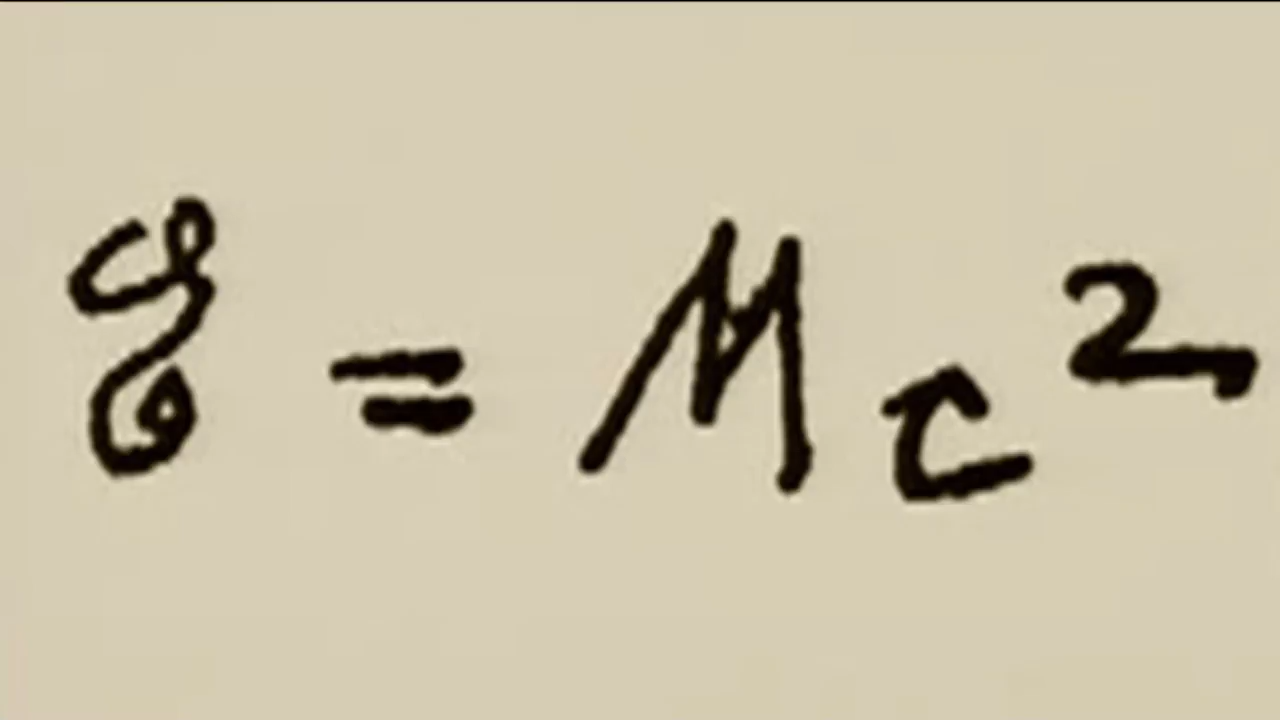 ℰ = Mc²